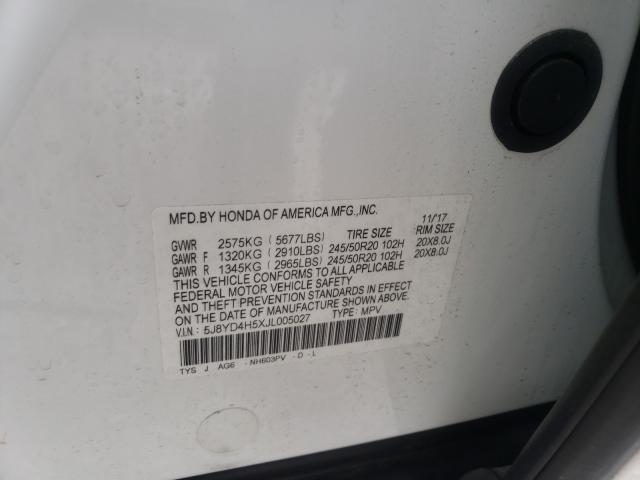 MFD.BY HONDA OF AMERICA MFG.,INC. 11/'17
GVWR 2575KG ( 5677LBS) TIRE SIZE RIM SIZE
GAWR F 1320KG ( 2910LBS) 245/50R20 102H 20X8.0J
GAWR R 1345KG ( 2965LBS) 245/50R20 102H 20X8.0J
THIS VEHICLE CONFORMS TO ALL APPLICABLE
FEDERAL MOTOR VEHICLE SAFETY
AND THEFT PREVENTION STANDARDS IN EFFECT
ON THE DATE OF MANUFACTURE SHOWN ABOVE.
V.I.N.: 5J8YD4H5XJL005027 TYPE: MPV
TYS J AG6 -NH603PV -D -L